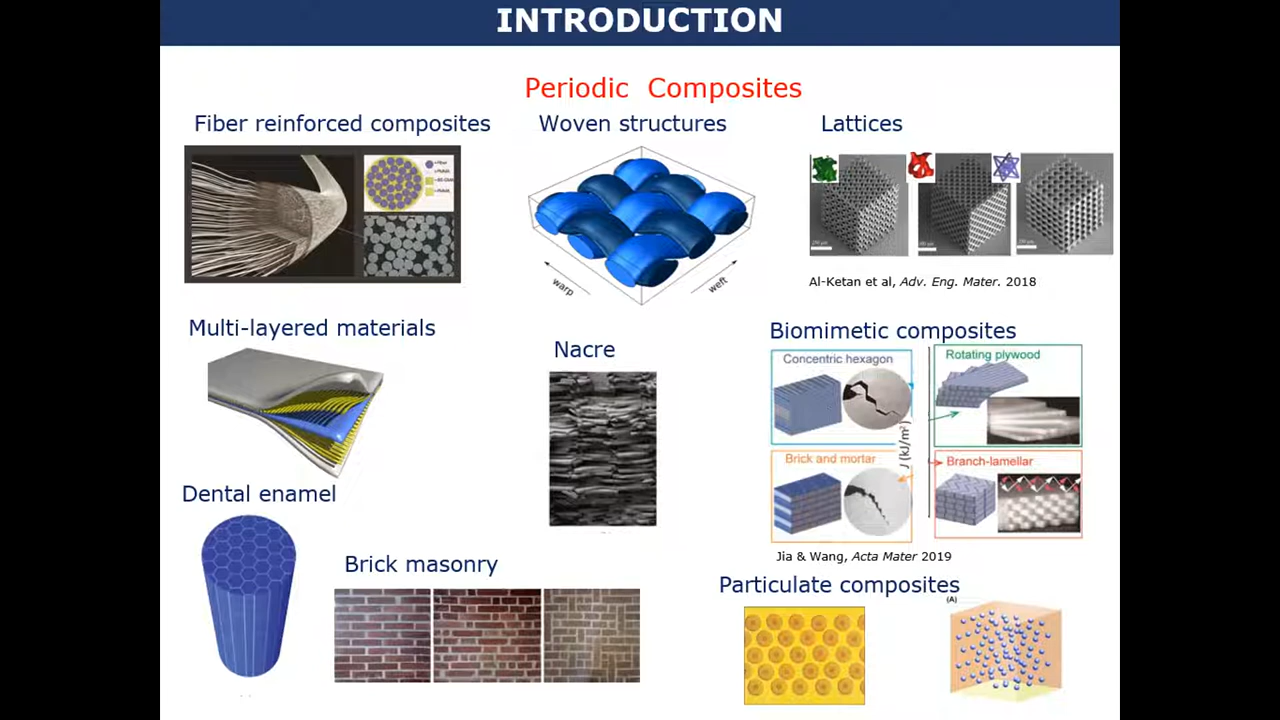 INTRODUCTION
Periodic Composites
Fiber reinforced composites
Woven structures
Lattices
warp
weft
Al-Ketan et al, Adv. Eng. Mater. 2018
Multi-layered materials
Nacre
Biomimetic composites
Concentric hexagon
Rotating plywood
J (kJ/m²)
Brick and mortar
Branch-lamellar
Jia & Wang, Acta Mater 2019
Dental enamel
Brick masonry
Particulate composites
(A)